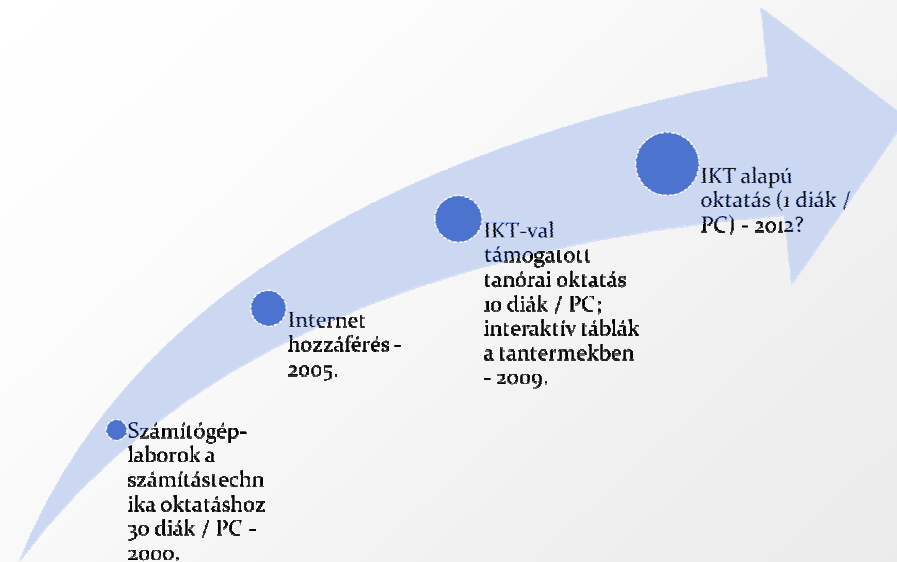 Számítógép-
laborok a
számítástechn
ika oktatáshoz
30 diák / PC -
2000.
Internet
hozzáférés -
2005.
IKT-val
támogatott
tanórai oktatás
10 diák / PC;
interaktív táblák
a tantermekben
- 2009.
IKT alapú
oktatás (1 diák /
PC) - 2012?